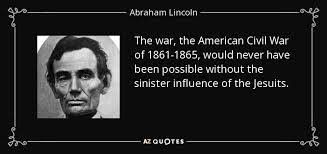 Abraham Lincoln
The war, the American Civil War
of 1861-1865, would never have
been possible without the
sinister influence of the Jesuits.
AZ QUOTES